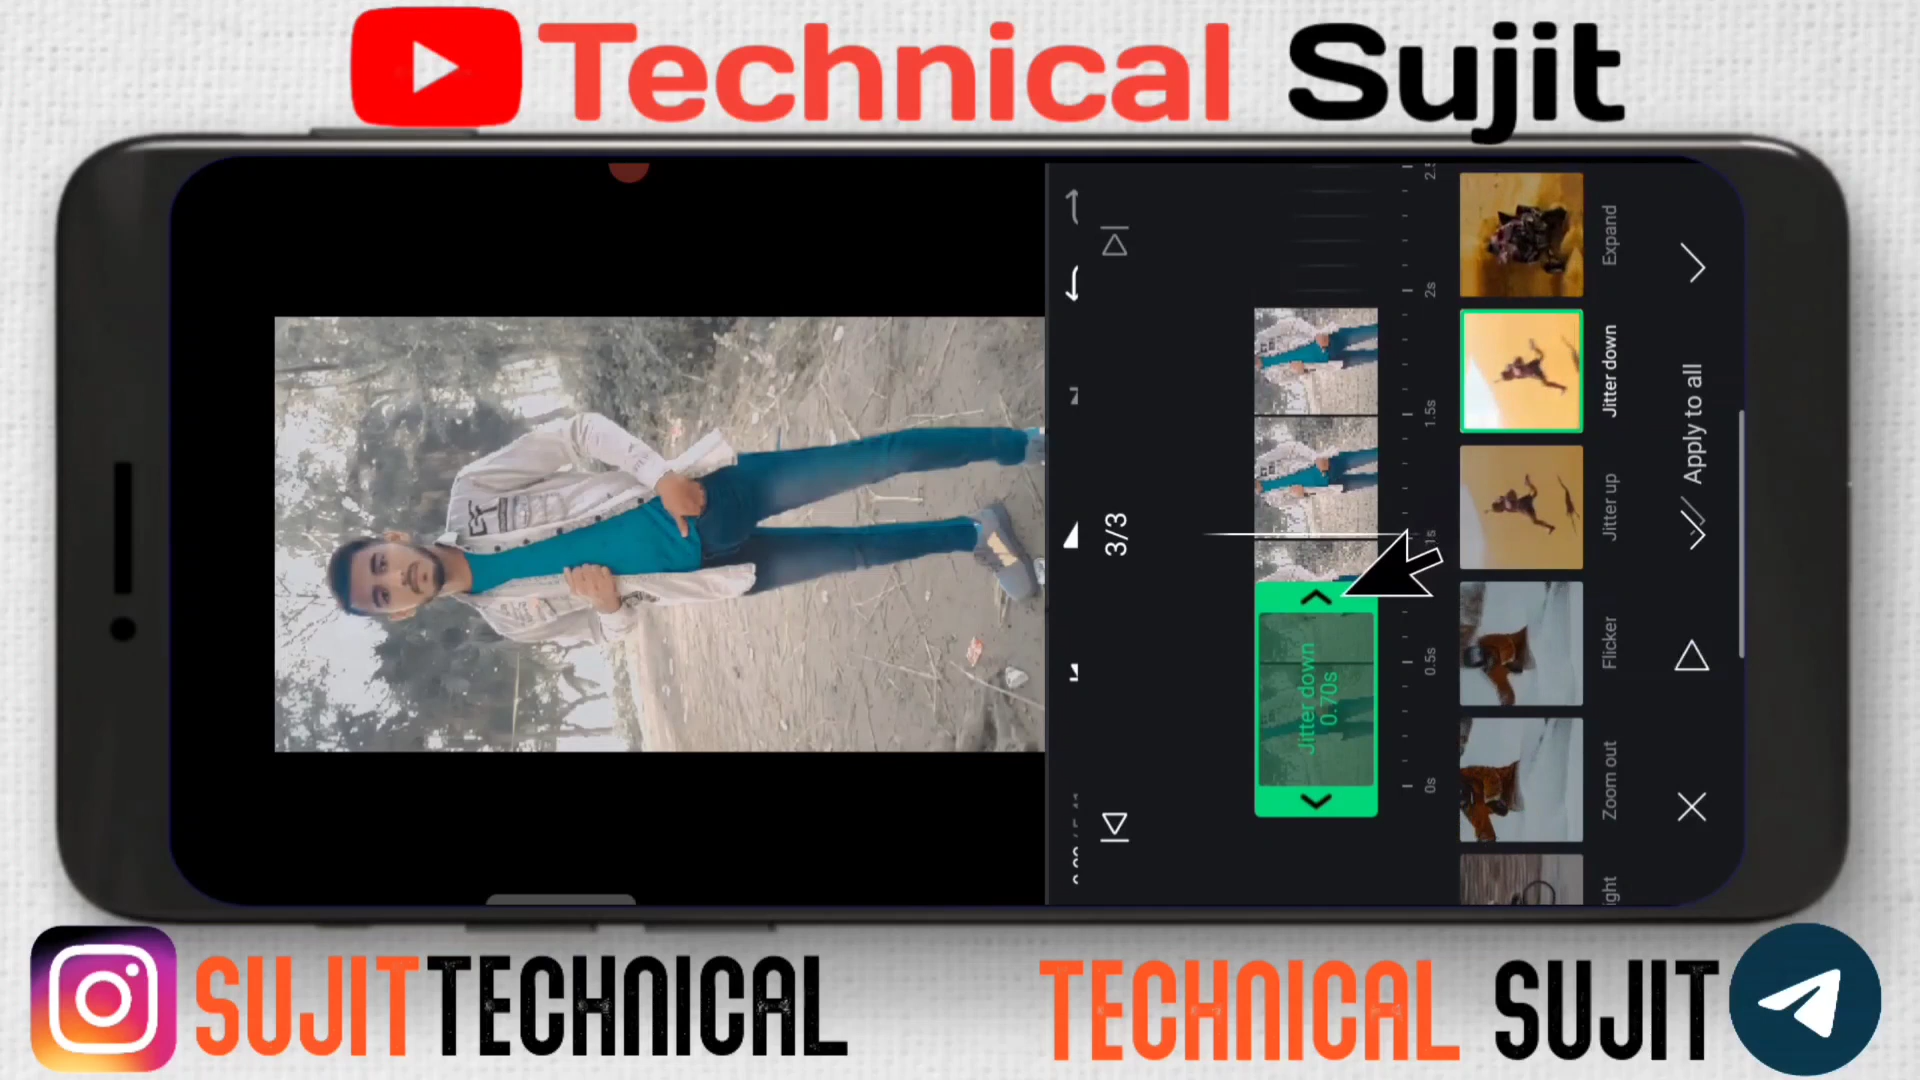 Technical Sujit
2s
1.5s
1s
0.5s
0s
3/3
Jitter down
0.70s
Expand
Jitter down
Jitter up
Flicker
Zoom out
Apply to all
SUJITTECHNICAL
TECHNICAL SUJIT